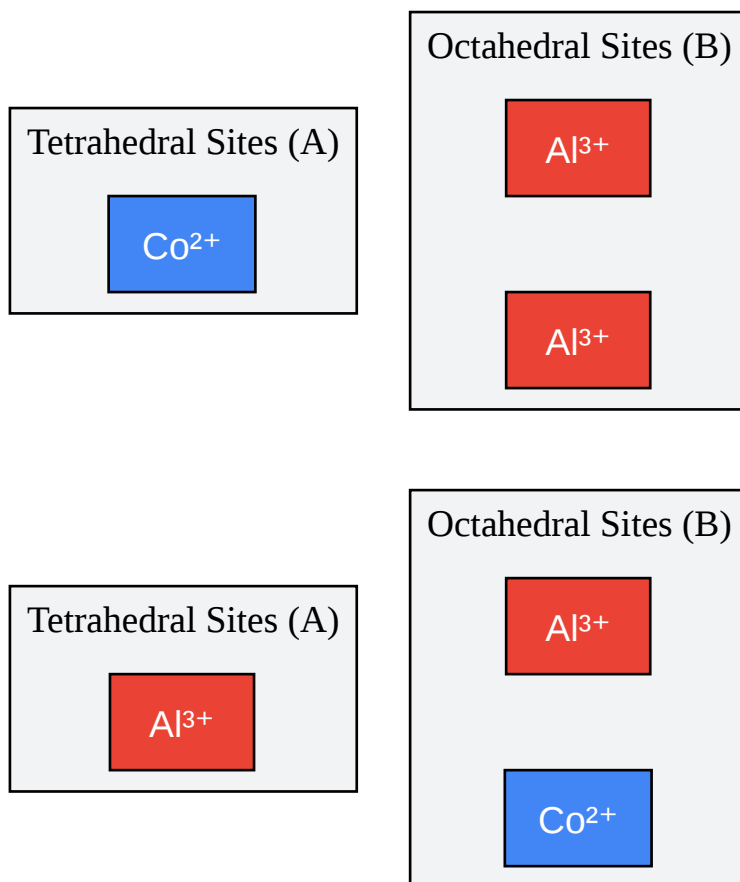 Octahedral Sites (B)
Al³⁺
Tetrahedral Sites (A)
Co²⁺
Al³⁺
Octahedral Sites (B)
Al³⁺
Tetrahedral Sites (A)
Al³⁺
Co²⁺